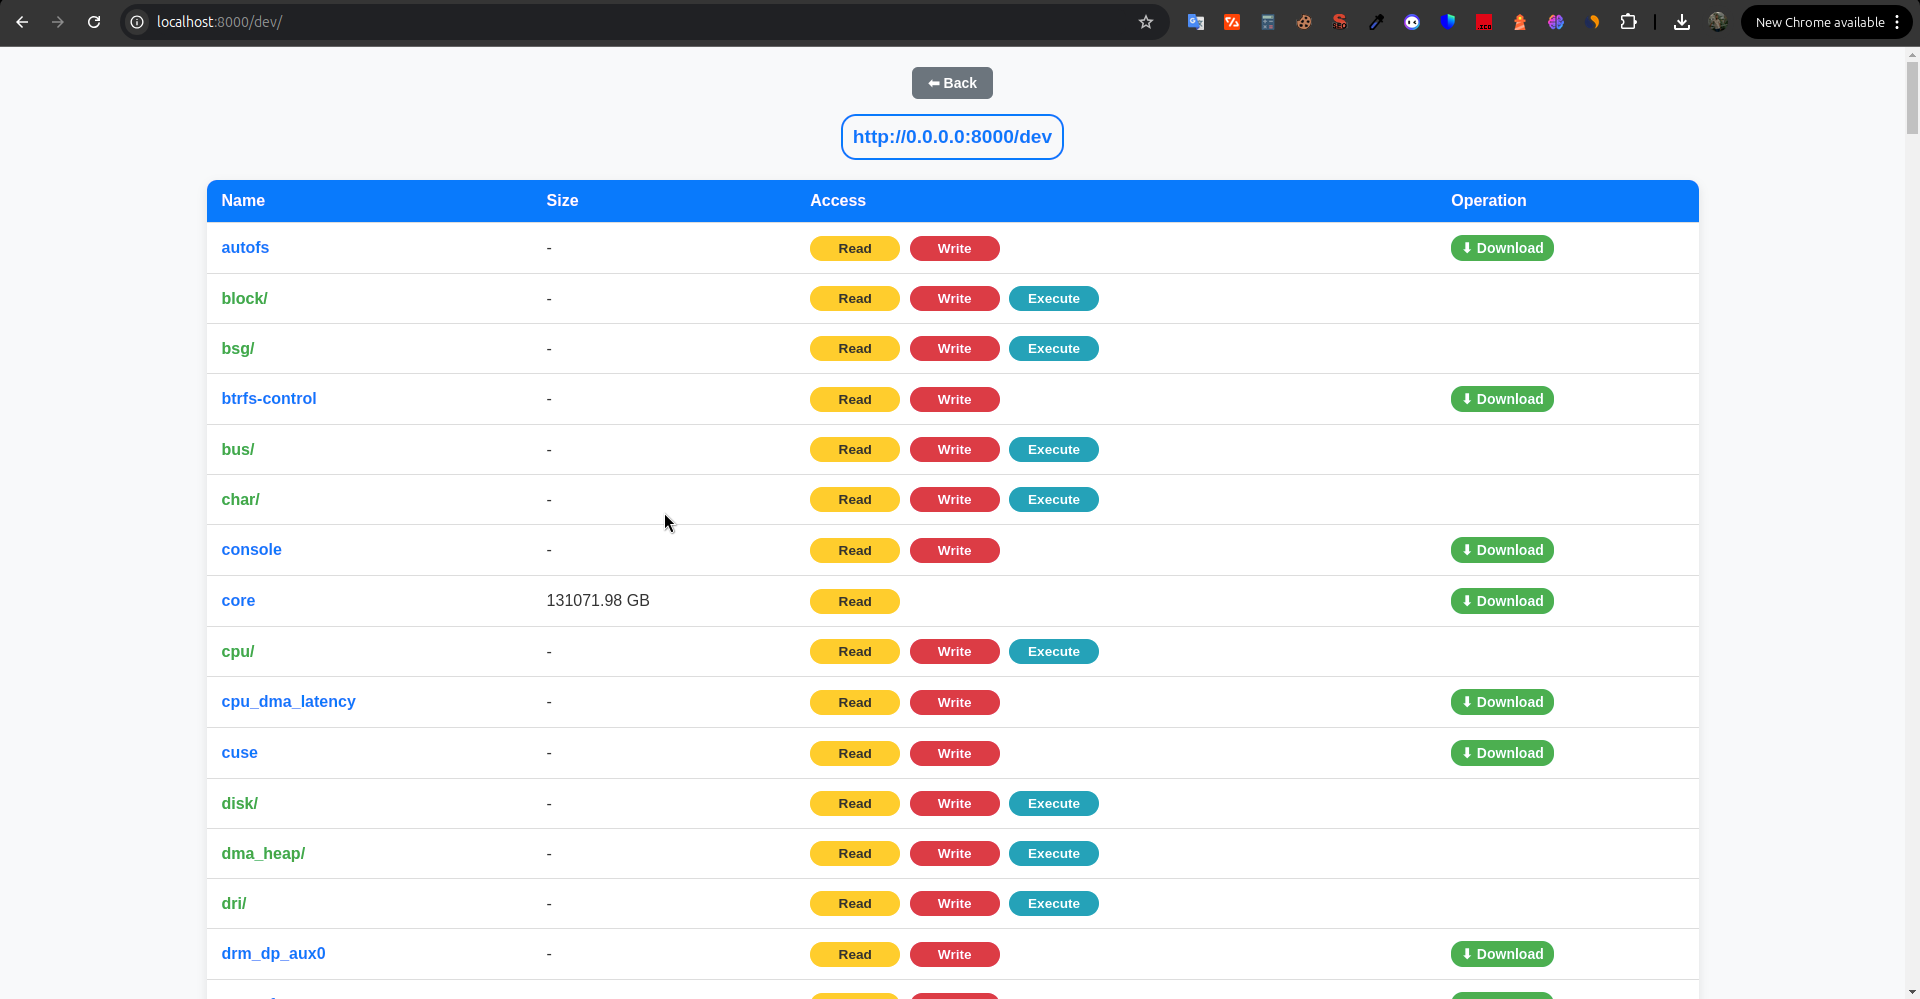 localhost:8000/dev/
New Chrome available
⬅ Back
http://0.0.0.0:8000/dev
Name Size Access Operation
autofs - Read Write ⬇ Download
block/ - Read Write Execute
bsg/ - Read Write Execute
btrfs-control - Read Write ⬇ Download
bus/ - Read Write Execute
char/ - Read Write Execute
console - Read Write ⬇ Download
core 131071.98 GB Read ⬇ Download
cpu/ - Read Write Execute
cpu_dma_latency - Read Write ⬇ Download
cuse - Read Write ⬇ Download
disk/ - Read Write Execute
dma_heap/ - Read Write Execute
dri/ - Read Write Execute
drm_dp_aux0 - Read Write ⬇ Download